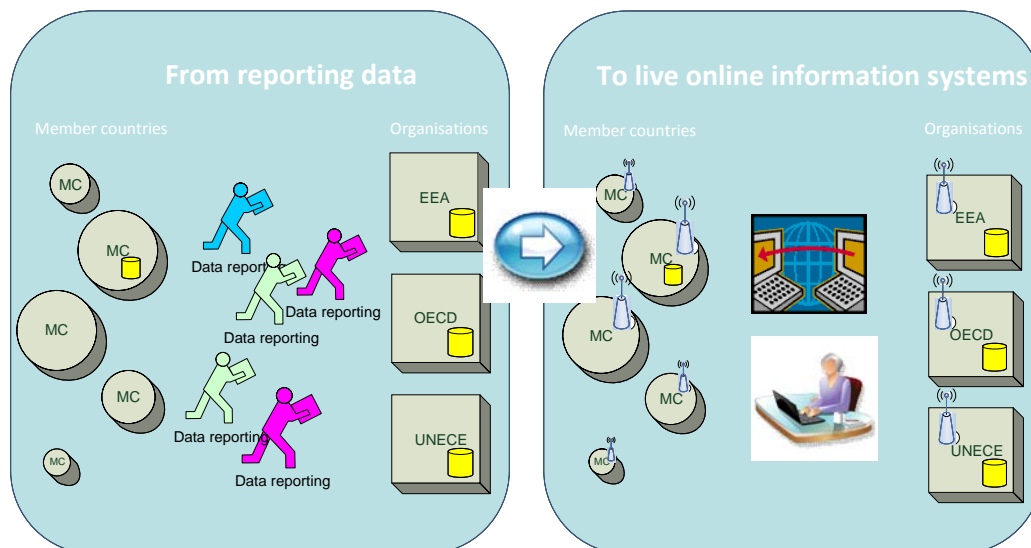 From reporting data
Member countries
Organisations
MC
MC
MC
MC
MC
Data reporting
Data reporting
Data reporting
Data reporting
Data reporting
EEA
OECD
UNECE
To live online information systems
Member countries
Organisations
MC
MC
MC
MC
MC
EEA
OECD
UNECE